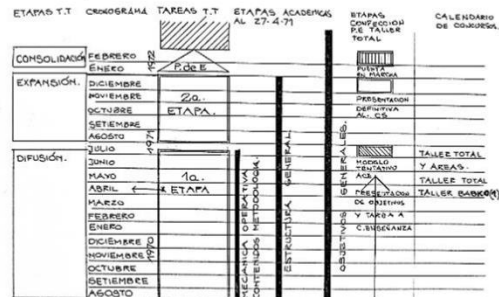 ETAPAS T.T
CRONOGRAMA
TAREAS T.T
ETAPAS ACADEMICAS
AL 27-4-71
ETAPAS
CONFECCION
P.E TALLER
TOTAL
CALENDARIO
DE CONCURSOS.
CONSOLIDACIÓN
FEBRERO
ENERO
1972
P. de E
PUESTA
EN MARCHA
EXPANSIÓN.
DICIEMBRE
NOVIEMBRE
OCTUBRE
SETIEMBRE
AGOSTO
2a.
ETAPA.
PRESENTACION
DEFINITIVA
AL CS
DIFUSIÓN.
JULIO
JUNIO
MAYO
ABRIL
MARZO
FEBRERO
ENERO
1971
DICIEMBRE
NOVIEMBRE
OCTUBRE
SETIEMBRE
AGOSTO
1970
1a.
ETAPA
MECANICA OPERATIVA
CONTENIDOS METODOLOGIA.
ESTRUCTURA GENERAL.
OBJETIVOS GENERALES.
MODELO
TENTATIVO
PRESENTACION
DE OBJETIVOS
Y TAREA A
C. ENSEÑANZA
TALLER TOTAL
Y AREAS.
TALLER TOTAL
TALLER